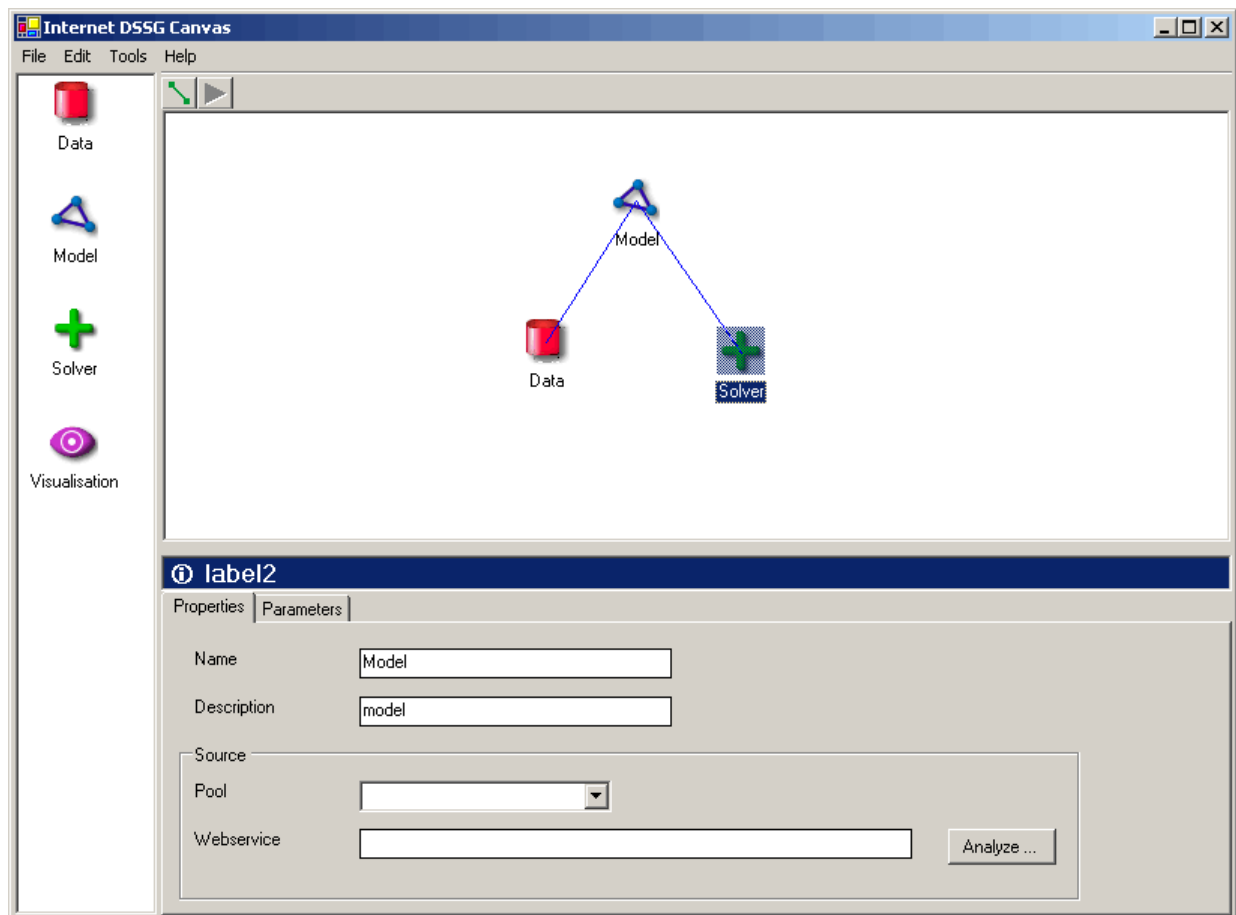 Internet DSSG Canvas
File Edit Tools Help
Data
Model
Solver
Visualisation
Model
Data
Solver
label2
Properties Parameters
Name Model
Description model
Source
Pool
Webservice Analyze ...